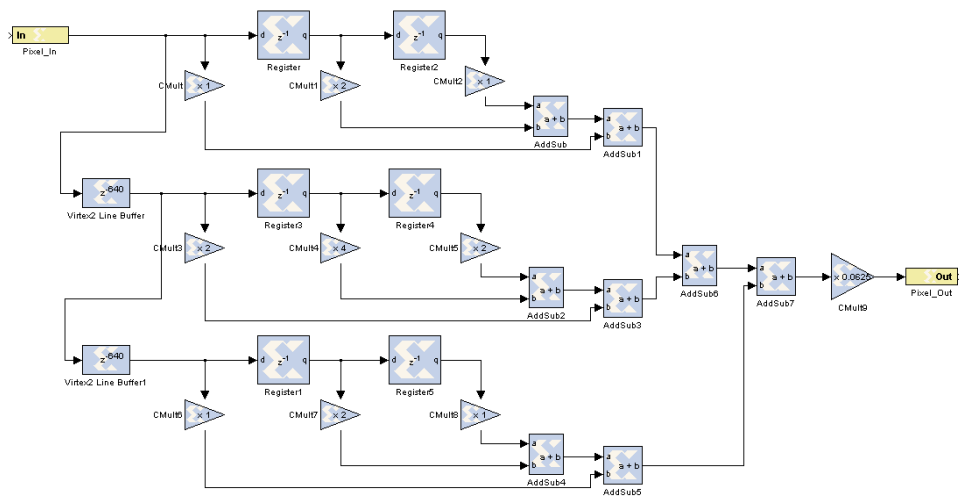 In
Pixel_In
d z-1 q
Register
d z-1 q
Register2
CMult
x 1
CMult1
x 2
CMult2
x 1
a
b
a + b
AddSub
a
b
a + b
AddSub1
z-640
Virtex2 Line Buffer
d z-1 q
Register3
d z-1 q
Register4
CMult3
x 2
CMult4
x 4
CMult5
x 2
a
b
a + b
AddSub2
a
b
a + b
AddSub3
a
b
a + b
AddSub6
a
b
a + b
AddSub7
x 0.0625
CMult9
Out
Pixel_Out
z-640
Virtex2 Line Buffer1
d z-1 q
Register1
d z-1 q
Register5
CMult6
x 1
CMult7
x 2
CMult8
x 1
a
b
a + b
AddSub4
a
b
a + b
AddSub5